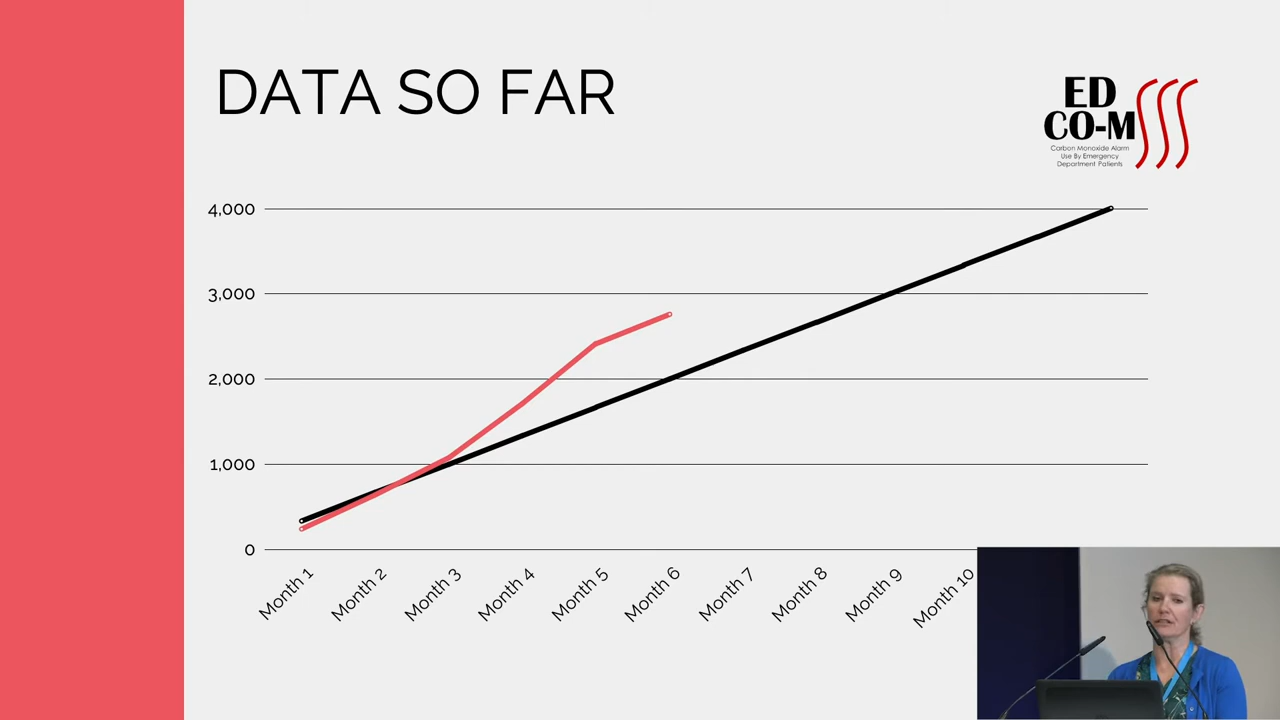 DATA SO FAR
ED
CO-M
Carbon Monoxide Alarm
Use By Emergency
Department Patients
4,000
3,000
2,000
1,000
0
Month 1
Month 2
Month 3
Month 4
Month 5
Month 6
Month 7
Month 8
Month 9
Month 10